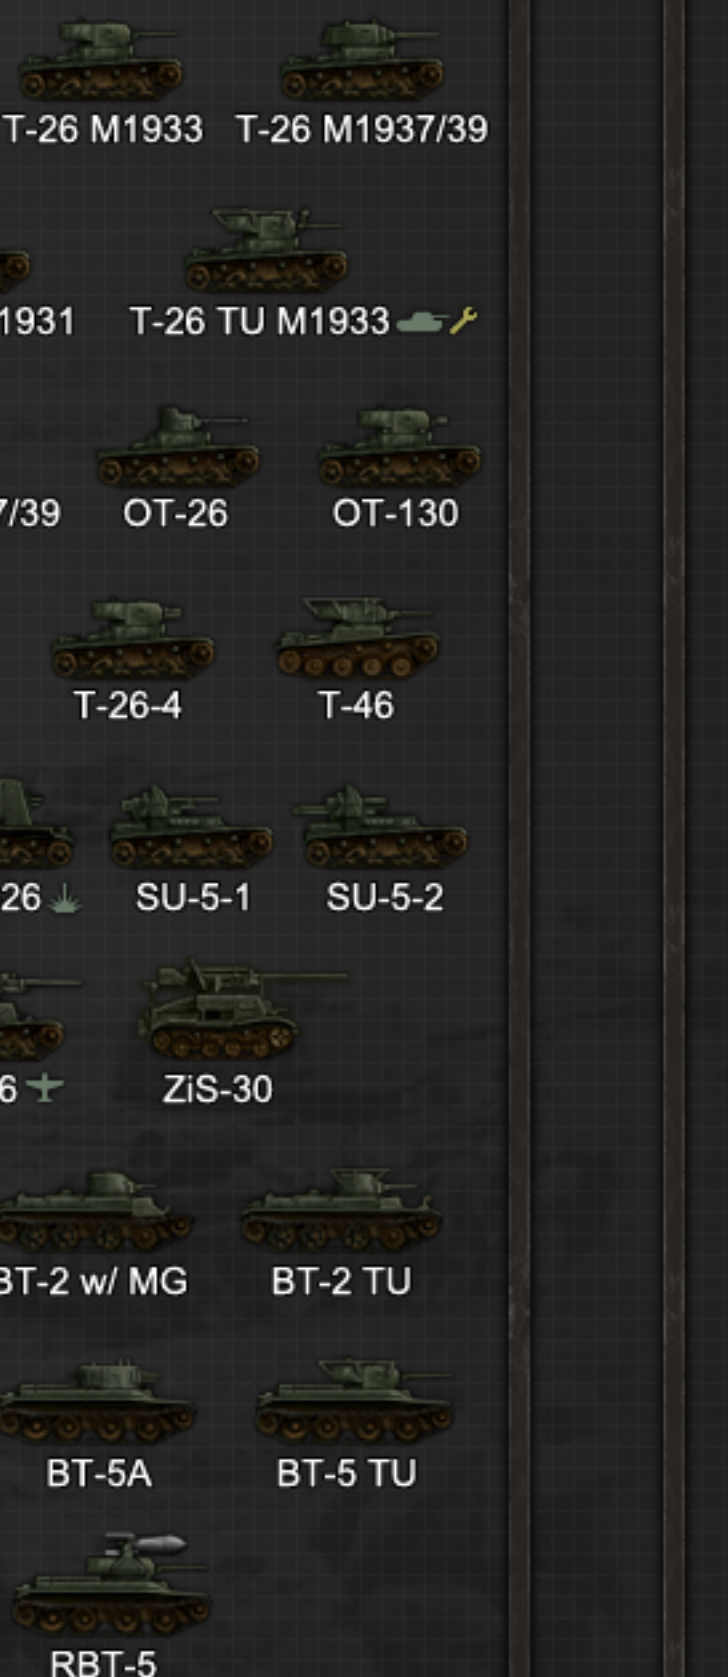 T-26 M1933 T-26 M1937/39
1931 T-26 TU M1933
7/39 OT-26 OT-130
T-26-4 T-46
26 SU-5-1 SU-5-2
6 ZiS-30
BT-2 w/ MG BT-2 TU
BT-5A BT-5 TU
RBT-5